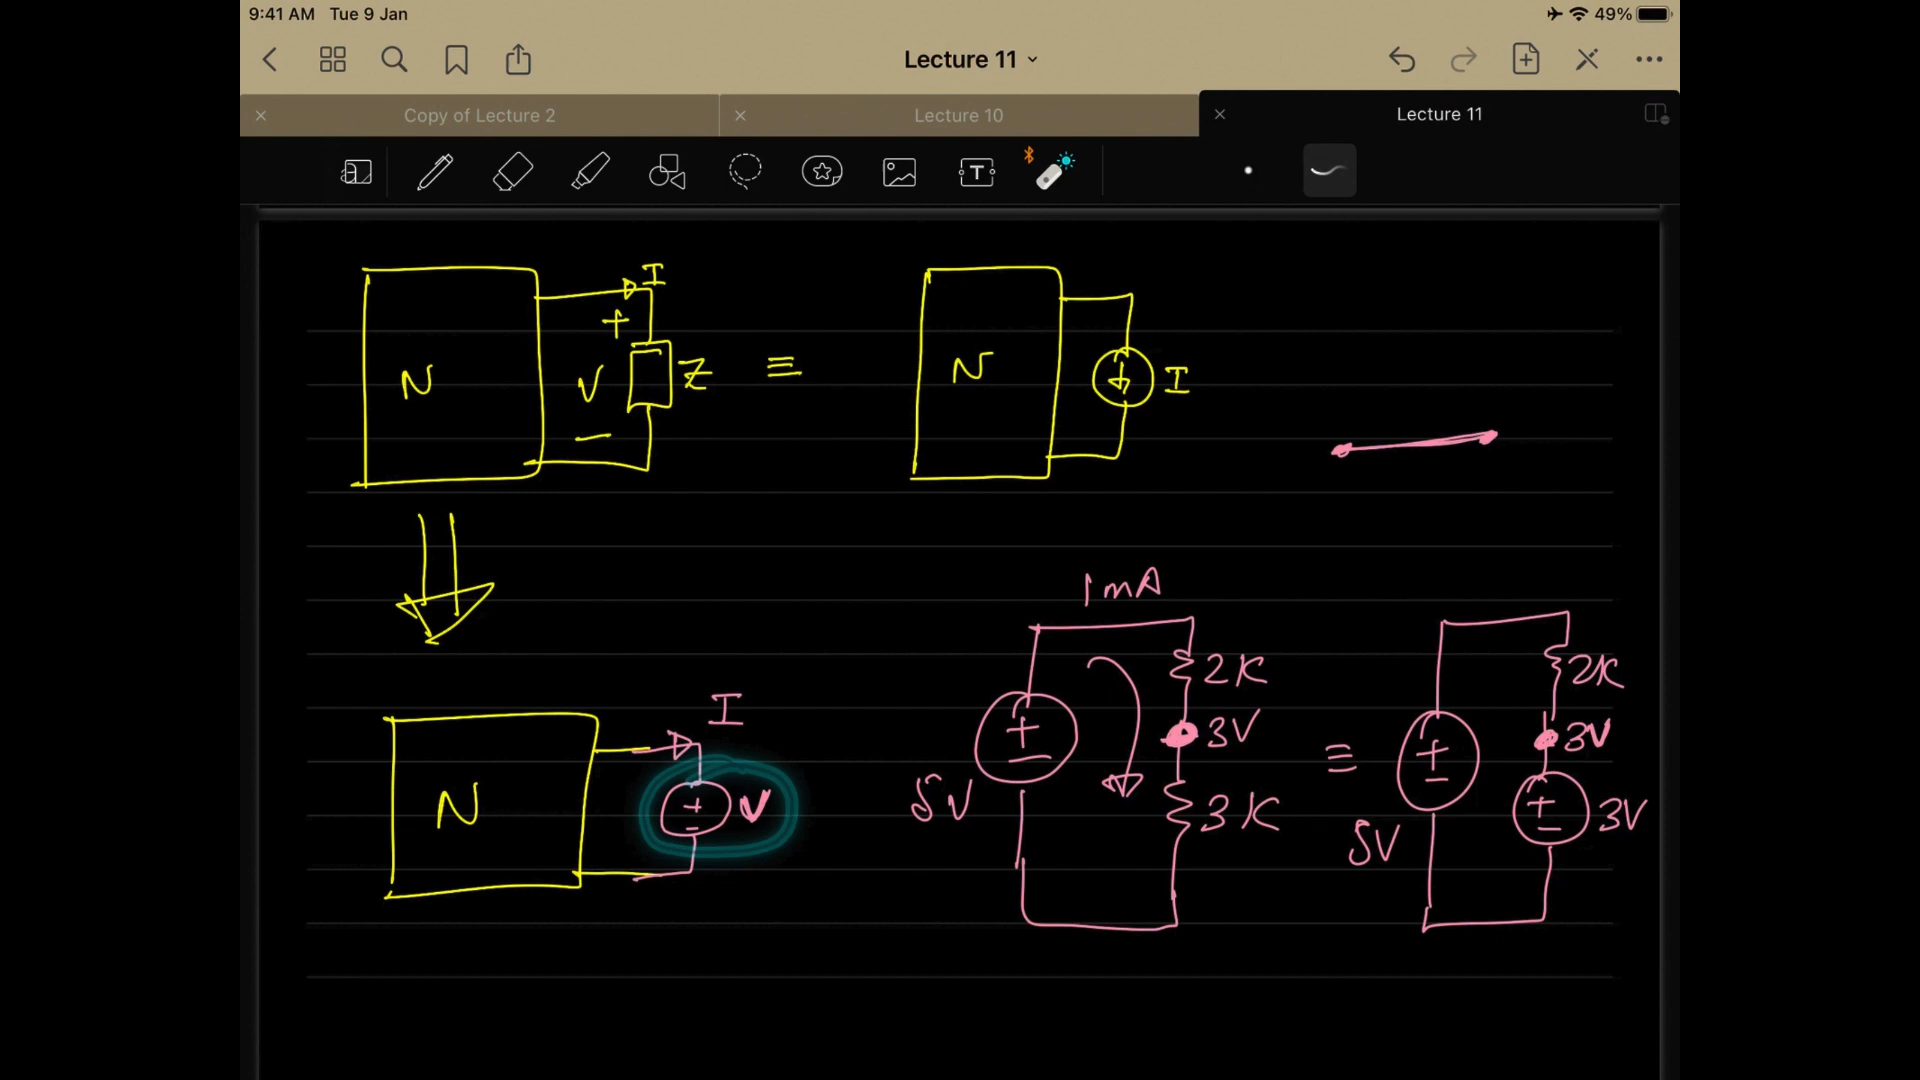 9:41 AM Tue 9 Jan
49%
Lecture 11
Copy of Lecture 2
Lecture 10
Lecture 11
T
I
+
N
V
Z
≡
N
I
-
1mA
2K
2K
I
+
-
3V
≡
+
-
3V
N
+
-
V
5V
3K
+
-
3V
5V